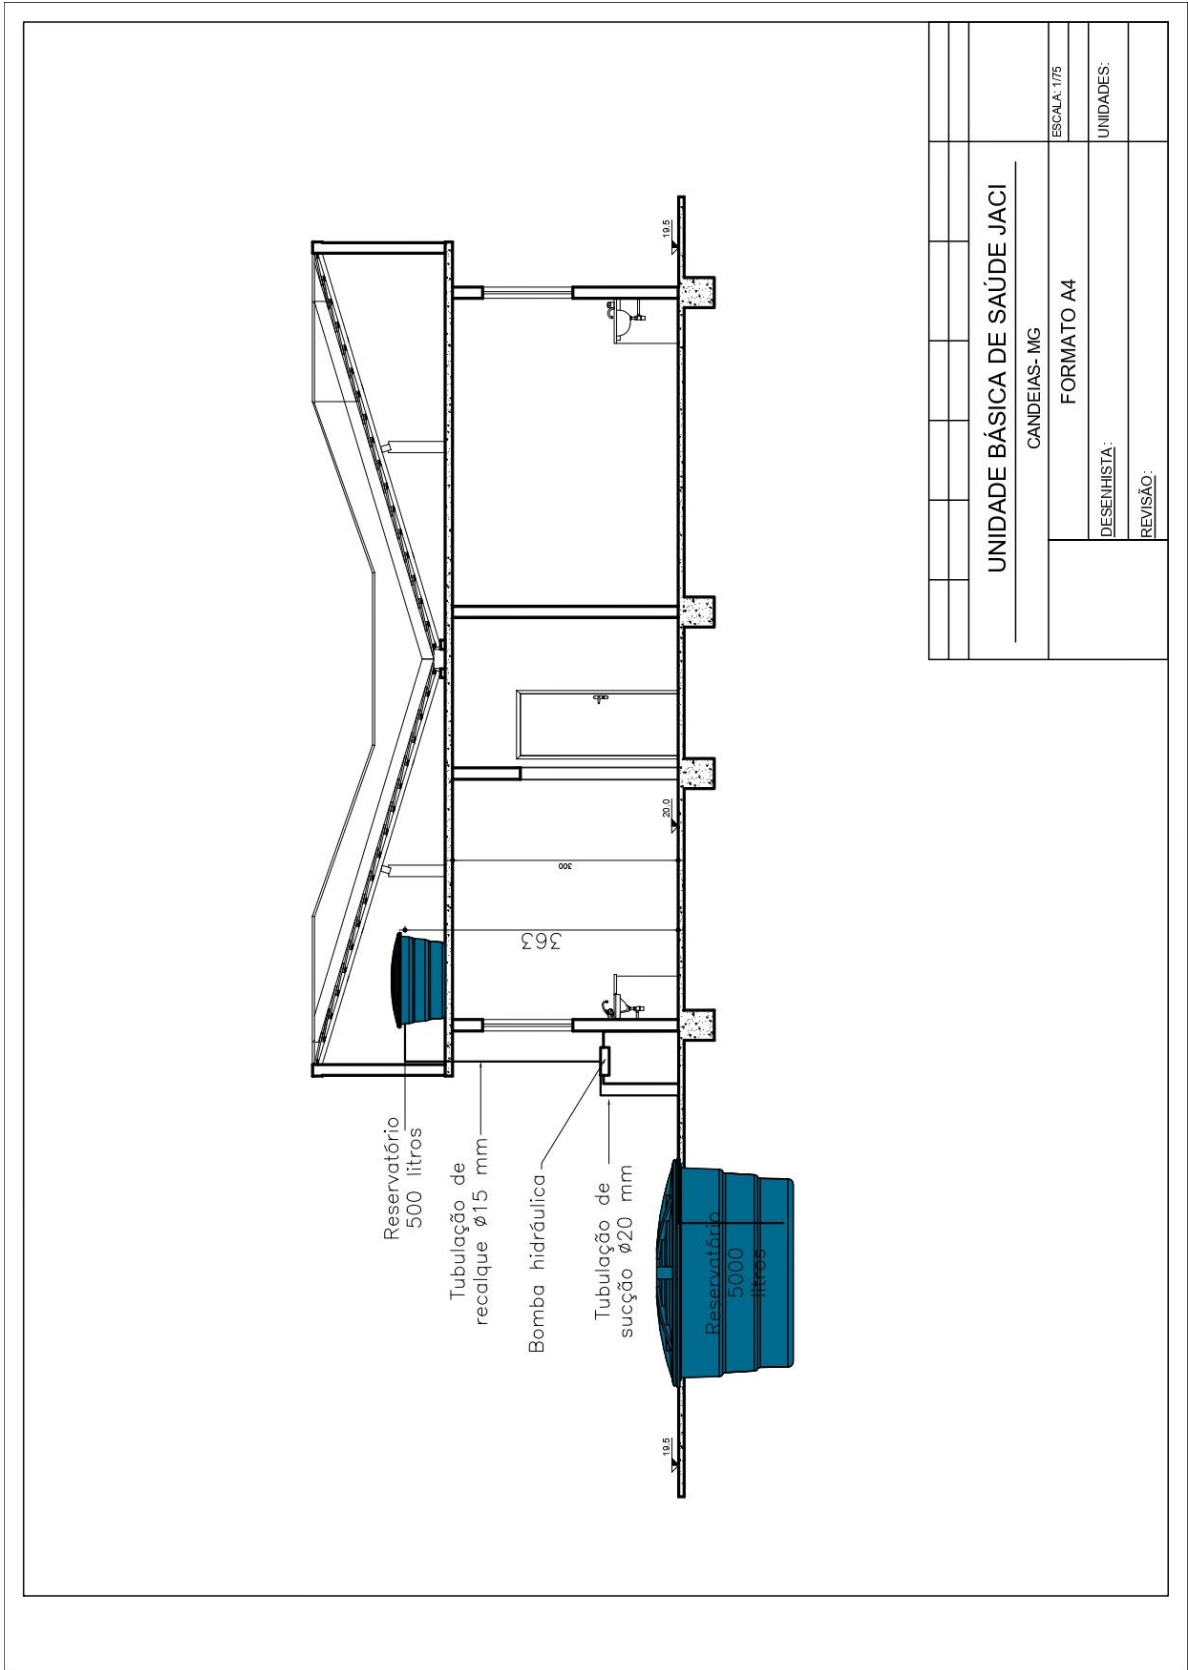 Reservatório
500 litros
Tubulação de
recalque ø15 mm
Bomba hidráulica
Tubulação de
sucção ø20 mm
Reservatório
5000
litros
363
300
19.5
20.0
19.5
UNIDADE BÁSICA DE SAÚDE JACI
CANDEIAS- MG
FORMATO A4
ESCALA: 1/75
DESENHISTA:
UNIDADES:
REVISÃO: